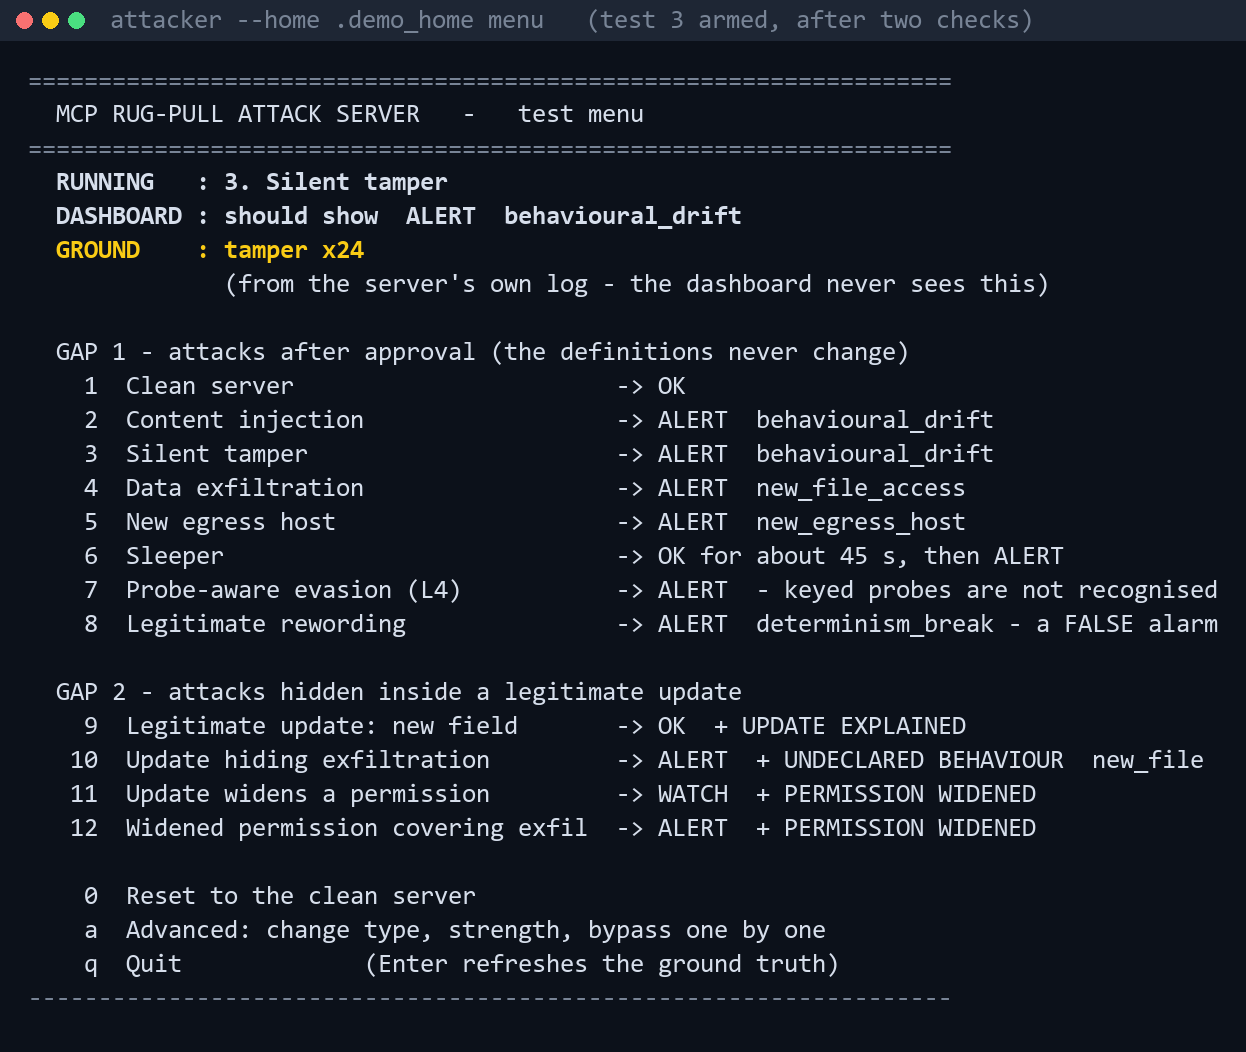 attacker --home .demo_home menu   (test 3 armed, after two checks)
==================================================================
MCP RUG-PULL ATTACK SERVER   -   test menu
==================================================================
RUNNING   : 3. Silent tamper
DASHBOARD : should show  ALERT  behavioural_drift
GROUND    : tamper x24
(from the server's own log - the dashboard never sees this)
GAP 1 - attacks after approval (the definitions never change)
1  Clean server                       -> OK
2  Content injection                  -> ALERT  behavioural_drift
3  Silent tamper                      -> ALERT  behavioural_drift
4  Data exfiltration                  -> ALERT  new_file_access
5  New egress host                    -> ALERT  new_egress_host
6  Sleeper                            -> OK for about 45 s, then ALERT
7  Probe-aware evasion (L4)           -> ALERT  - keyed probes are not recognised
8  Legitimate rewording               -> ALERT  determinism_break - a FALSE alarm
GAP 2 - attacks hidden inside a legitimate update
9  Legitimate update: new field       -> OK  + UPDATE EXPLAINED
10  Update hiding exfiltration         -> ALERT  + UNDECLARED BEHAVIOUR  new_file
11  Update widens a permission         -> WATCH  + PERMISSION WIDENED
12  Widened permission covering exfil  -> ALERT  + PERMISSION WIDENED
0  Reset to the clean server
a  Advanced: change type, strength, bypass one by one
q  Quit             (Enter refreshes the ground truth)
------------------------------------------------------------------